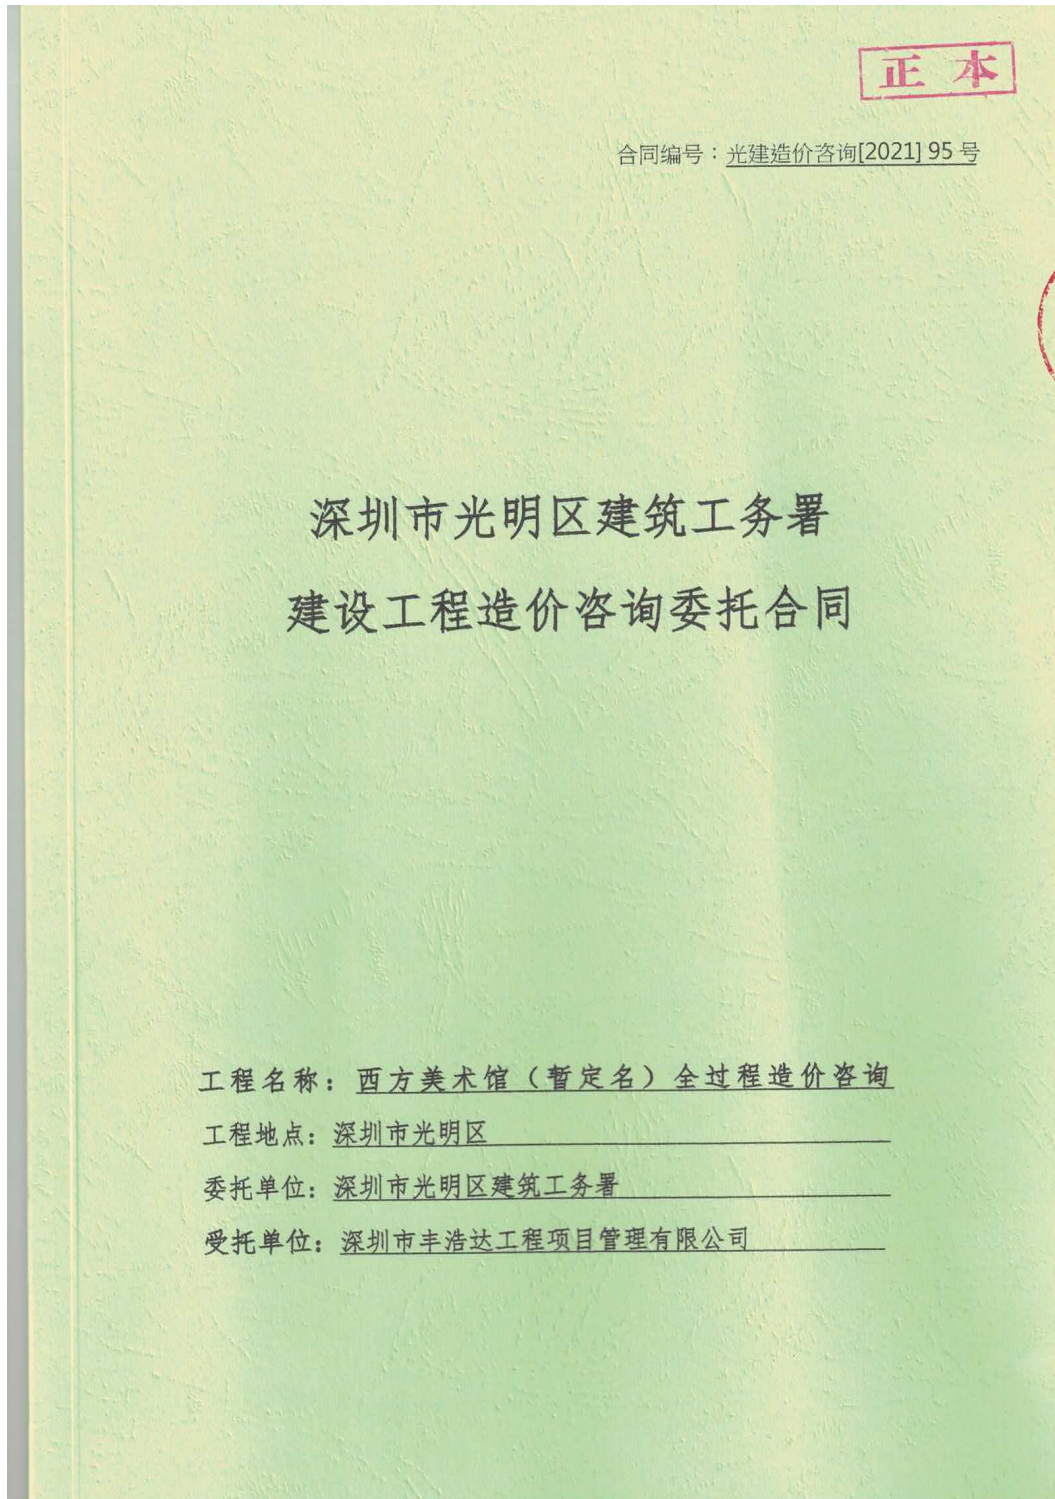 正本
合同编号：光建造价咨询[2021] 95 号
深圳市光明区建筑工务署
建设工程造价咨询委托合同
工程名称：西方美术馆（暂定名）全过程造价咨询
工程地点：深圳市光明区
委托单位：深圳市光明区建筑工务署
受托单位：深圳市丰浩达工程项目管理有限公司